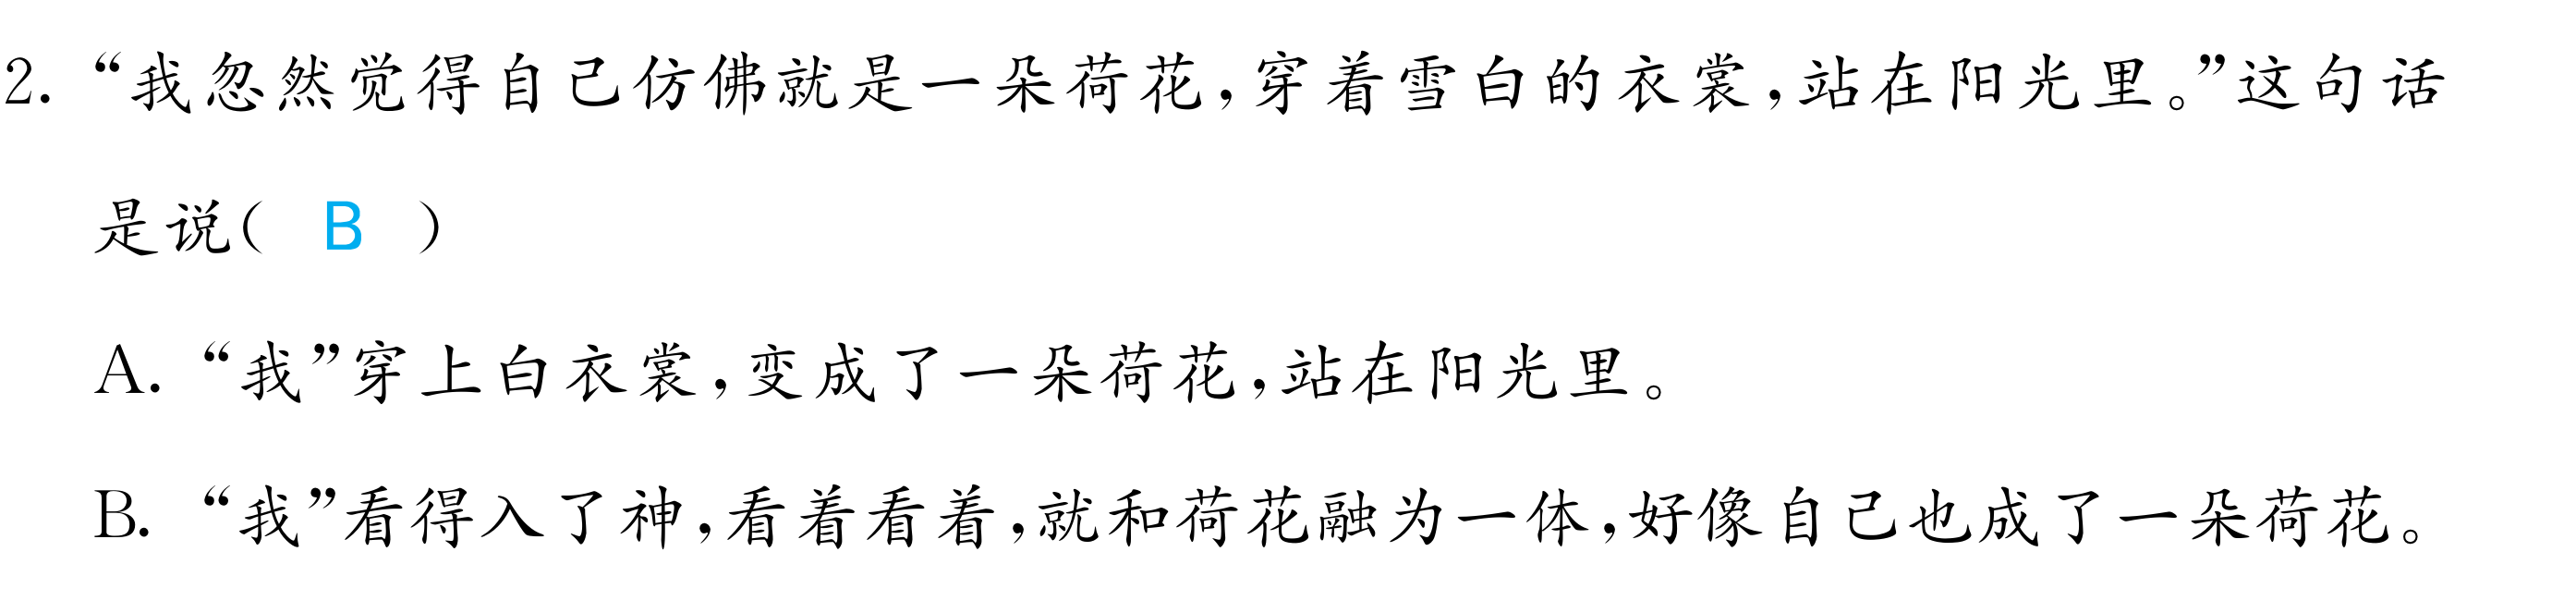 2. “我忽然觉得自己仿佛就是一朵荷花,穿着雪白的衣裳,站在阳光里。”这句话
是说( B )
A. “我”穿上白衣裳,变成了一朵荷花,站在阳光里。
B. “我”看得入了神,看着看着,就和荷花融为一体,好像自己也成了一朵荷花。